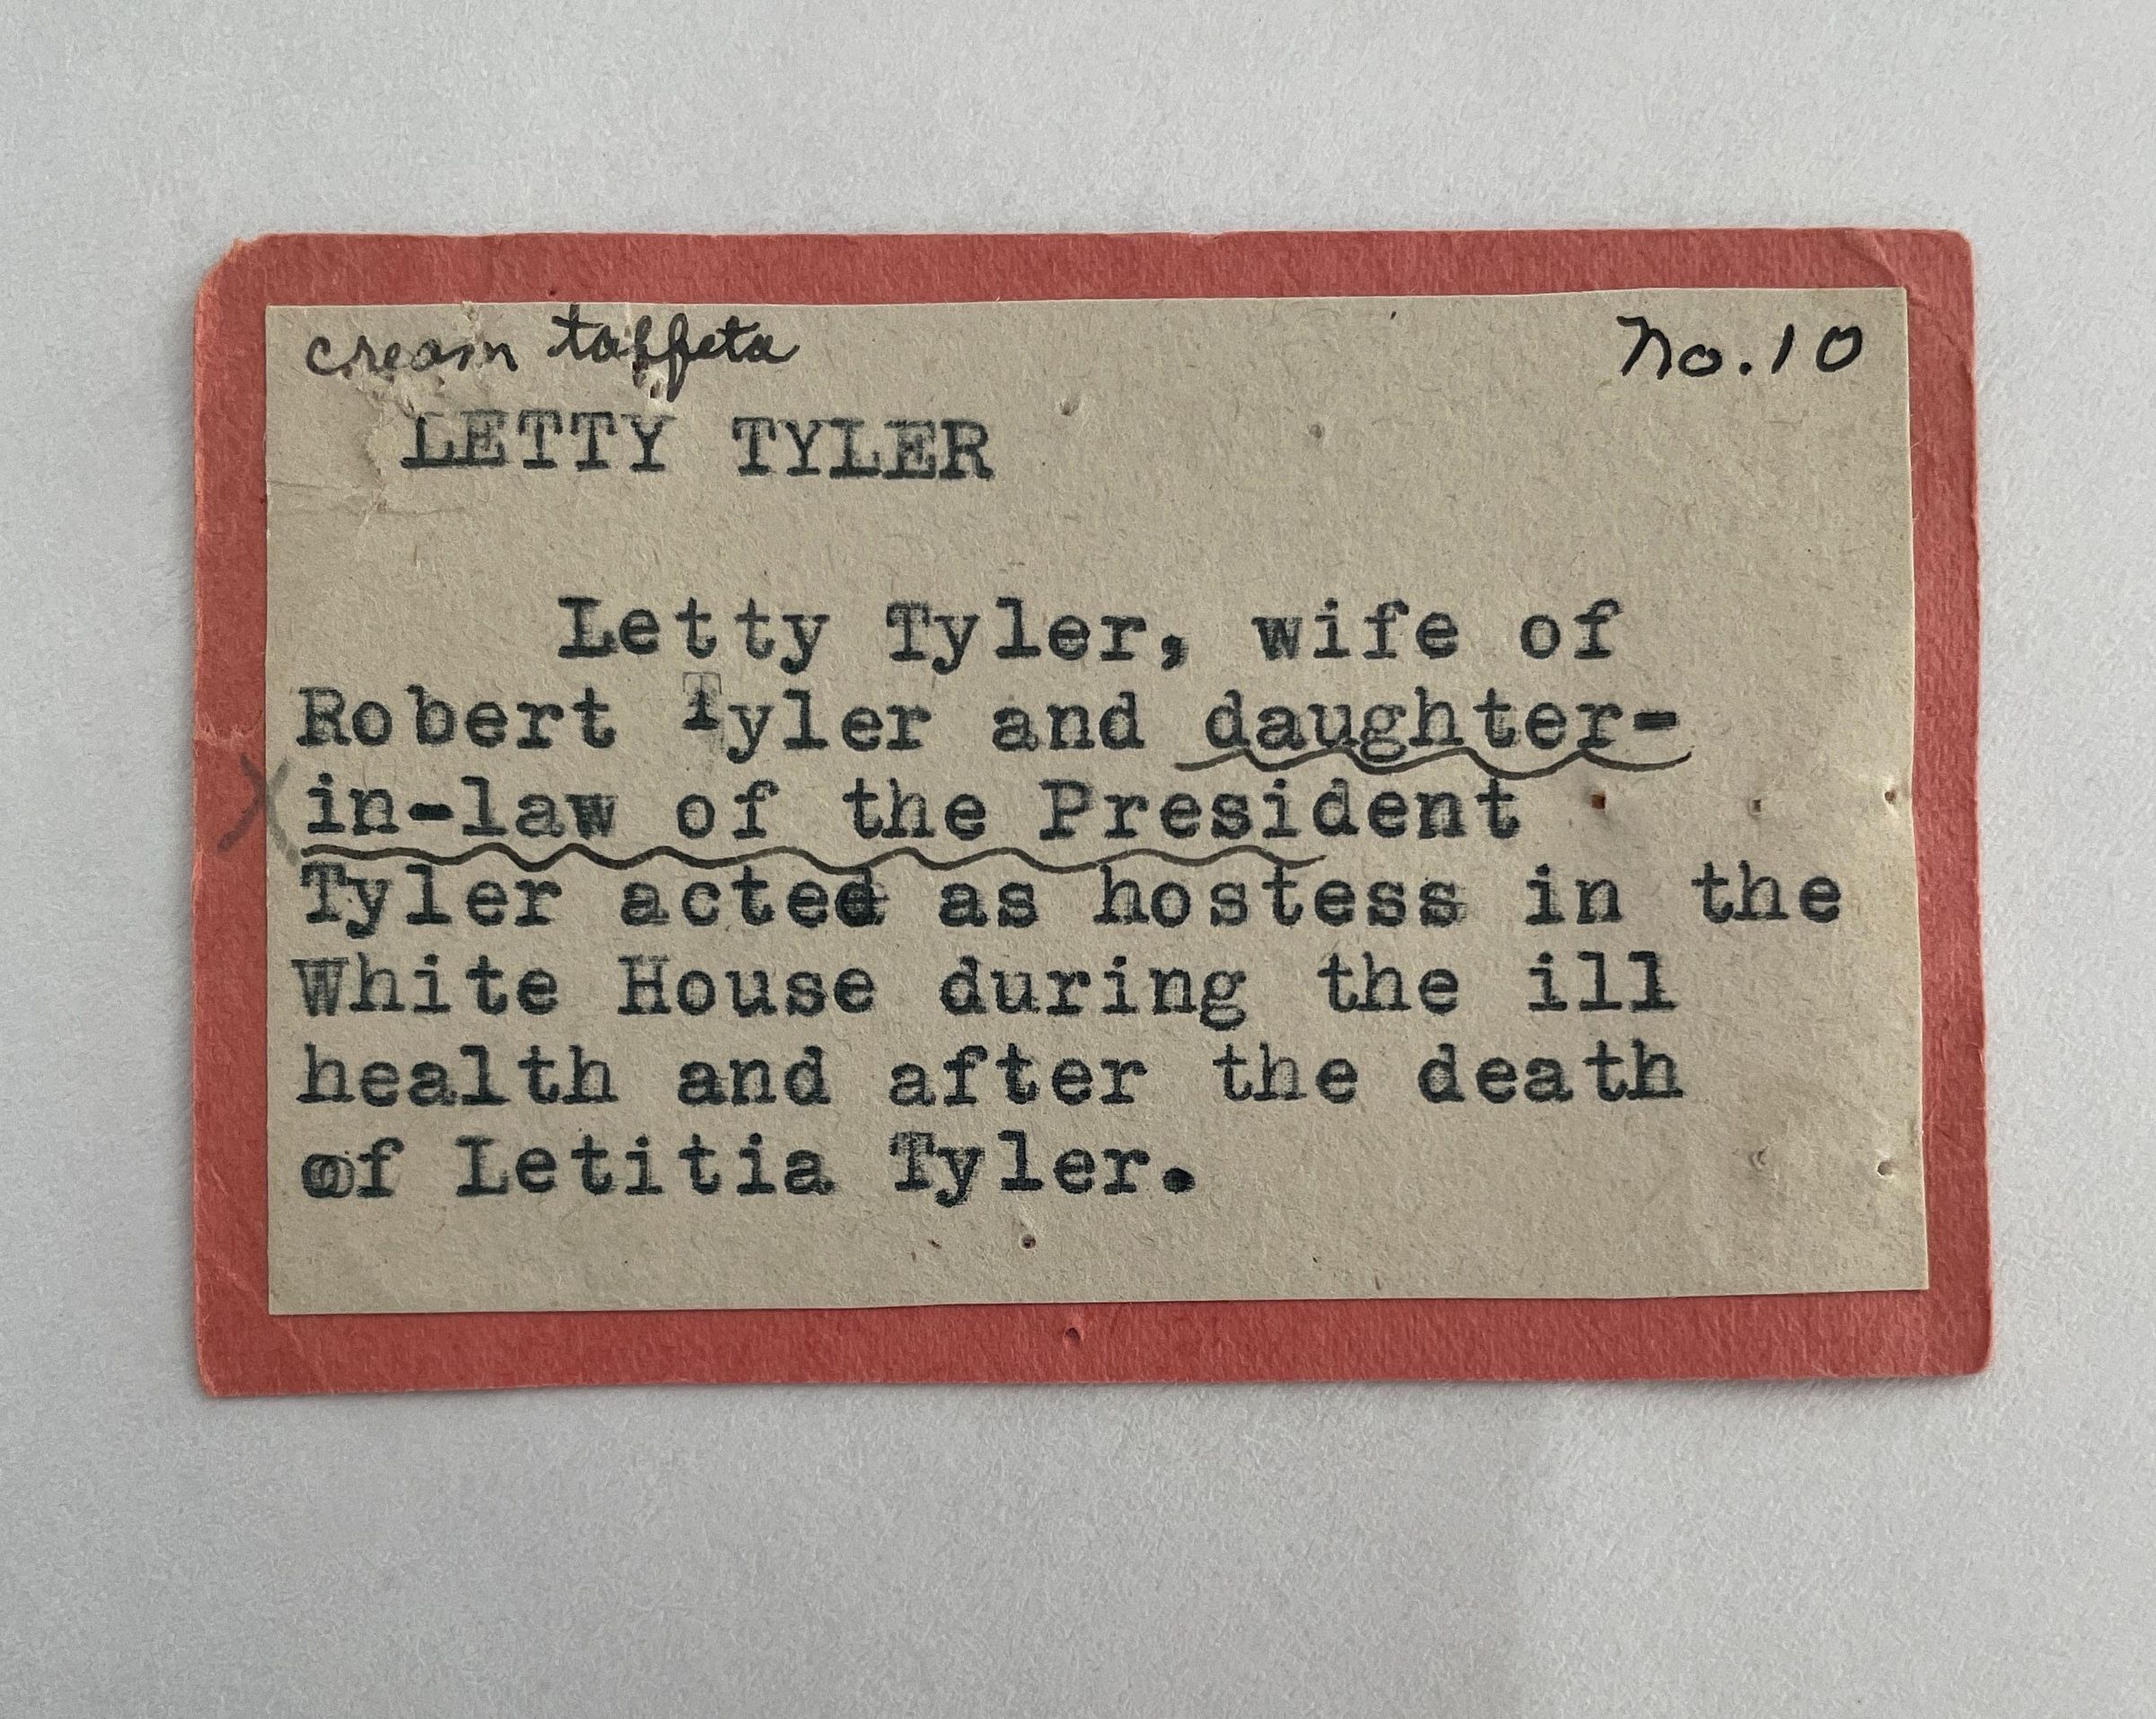 cream taffeta no.10
LETTY TYLER
Letty Tyler, wife of
Robert Tyler and daughter-
in-law of the President
Tyler acted as hostess in the
White House during the ill
health and after the death
of Letitia Tyler.